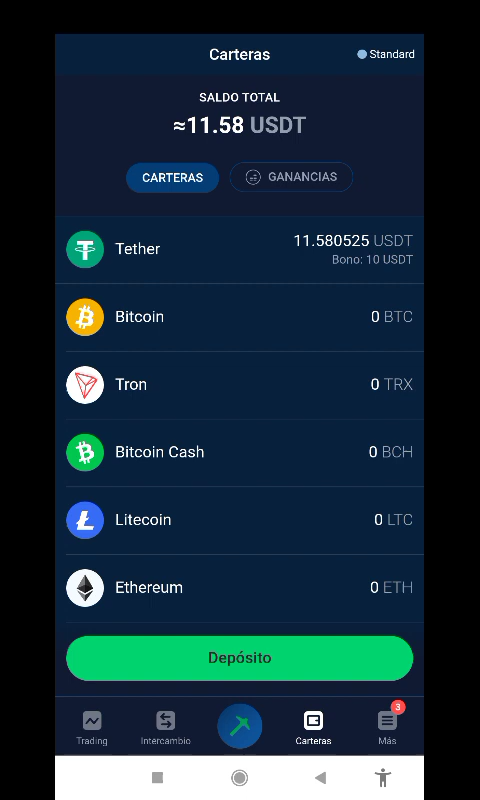 Carteras
Standard
SALDO TOTAL
≈11.58 USDT
CARTERAS
GANANCIAS
Tether
11.580525 USDT
Bono: 10 USDT
Bitcoin
0 BTC
Tron
0 TRX
Bitcoin Cash
0 BCH
Litecoin
0 LTC
Ethereum
0 ETH
Depósito
3
Trading
Intercambio
Carteras
Más